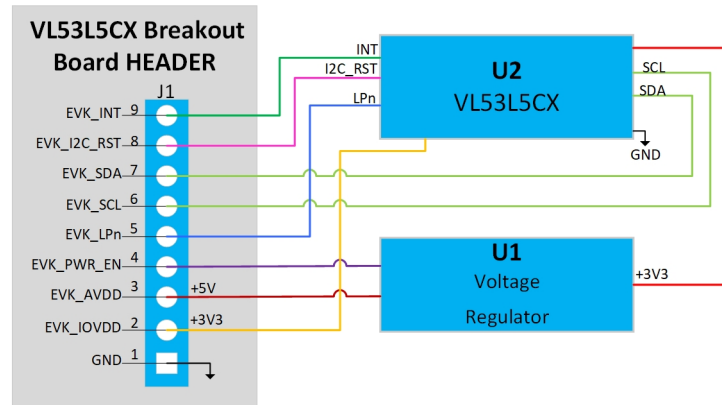 VL53L5CX Breakout
Board HEADER
J1
EVK_INT 9
EVK_I2C_RST 8
EVK_SDA 7
EVK_SCL 6
EVK_LPn 5
EVK_PWR_EN 4
EVK_AVDD 3 +5V
EVK_IOVDD 2 +3V3
GND 1
INT
I2C_RST
LPn
U2
VL53L5CX
SCL
SDA
GND
U1
Voltage
Regulator
+3V3